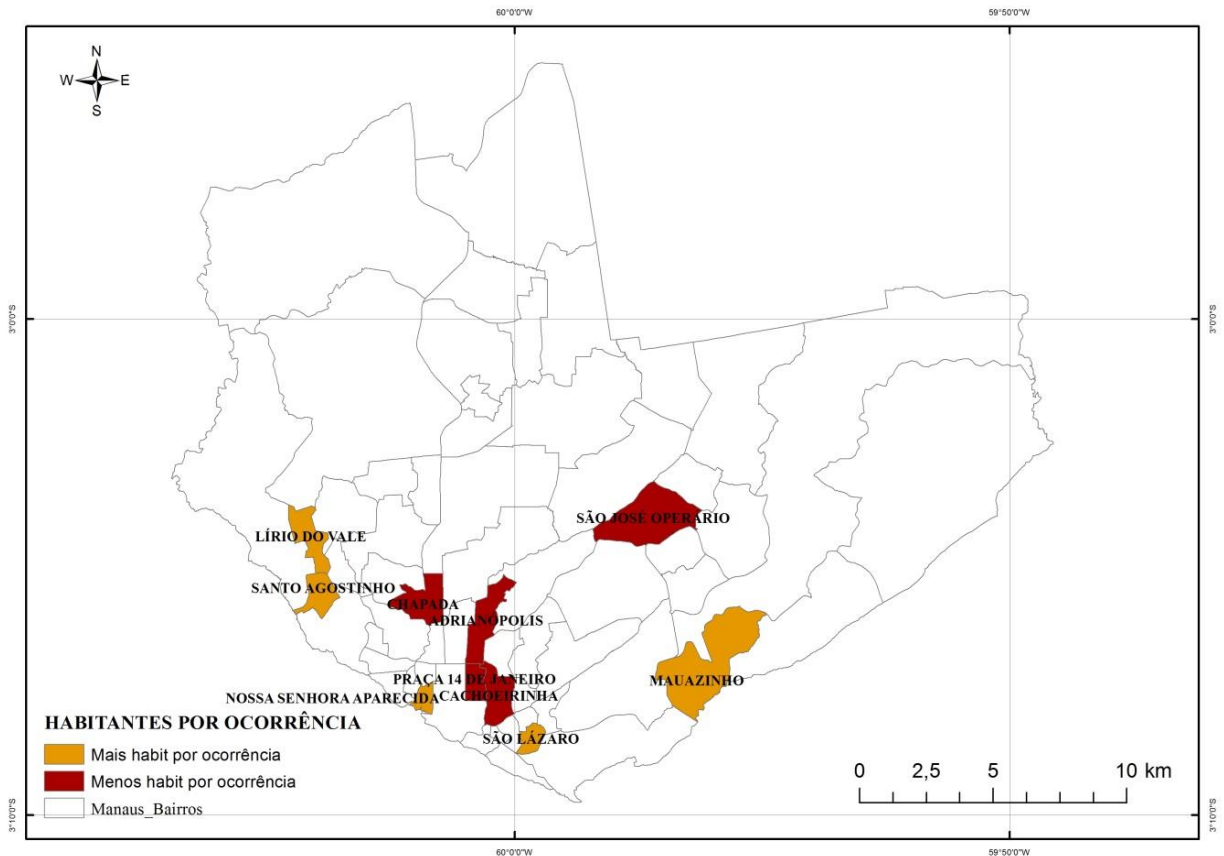 60°0'0"W
59°50'0"W
N
W
E
S
3°0'0"S
3°0'0"S
SÃO JOSÉ OPERÁRIO
LÍRIO DO VALE
SANTO AGOSTINHO
CHAPADA
ADRIANÓPOLIS
PRAÇA 14 DE JANEIRO
MAUAZINHO
NOSSA SENHORA APARECIDA
CACHOEIRINHA
SÃO LÁZARO
HABITANTES POR OCORRÊNCIA
Mais habit por ocorrência
Menos habit por ocorrência
Manaus_Bairros
0 2,5 5 10 km
3°10'0"S
3°10'0"S
60°0'0"W
59°50'0"W